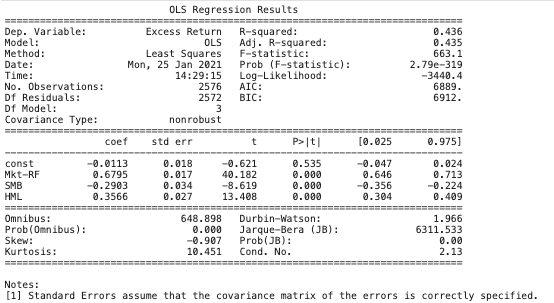 OLS Regression Results
==============================================================================
Dep. Variable:          Excess Return   R-squared:                       0.436
Model:                            OLS   Adj. R-squared:                  0.435
Method:                 Least Squares   F-statistic:                     663.1
Date:                Mon, 25 Jan 2021   Prob (F-statistic):          2.79e-319
Time:                        14:29:15   Log-Likelihood:                -3440.4
No. Observations:                2576   AIC:                             6889.
Df Residuals:                    2572   BIC:                             6912.
Df Model:                           3
Covariance Type:            nonrobust
==============================================================================
                 coef    std err          t      P>|t|      [0.025      0.975]
------------------------------------------------------------------------------
const         -0.0113      0.018     -0.621      0.535      -0.047       0.024
Mkt-RF         0.6795      0.017     40.182      0.000       0.646       0.713
SMB           -0.2903      0.034     -8.619      0.000      -0.356      -0.224
HML            0.3566      0.027     13.408      0.000       0.304       0.409
==============================================================================
Omnibus:                      648.898   Durbin-Watson:                   1.966
Prob(Omnibus):                  0.000   Jarque-Bera (JB):             6311.533
Skew:                          -0.907   Prob(JB):                         0.00
Kurtosis:                      10.451   Cond. No.                         2.13
==============================================================================
Notes:
[1] Standard Errors assume that the covariance matrix of the errors is correctly specified.